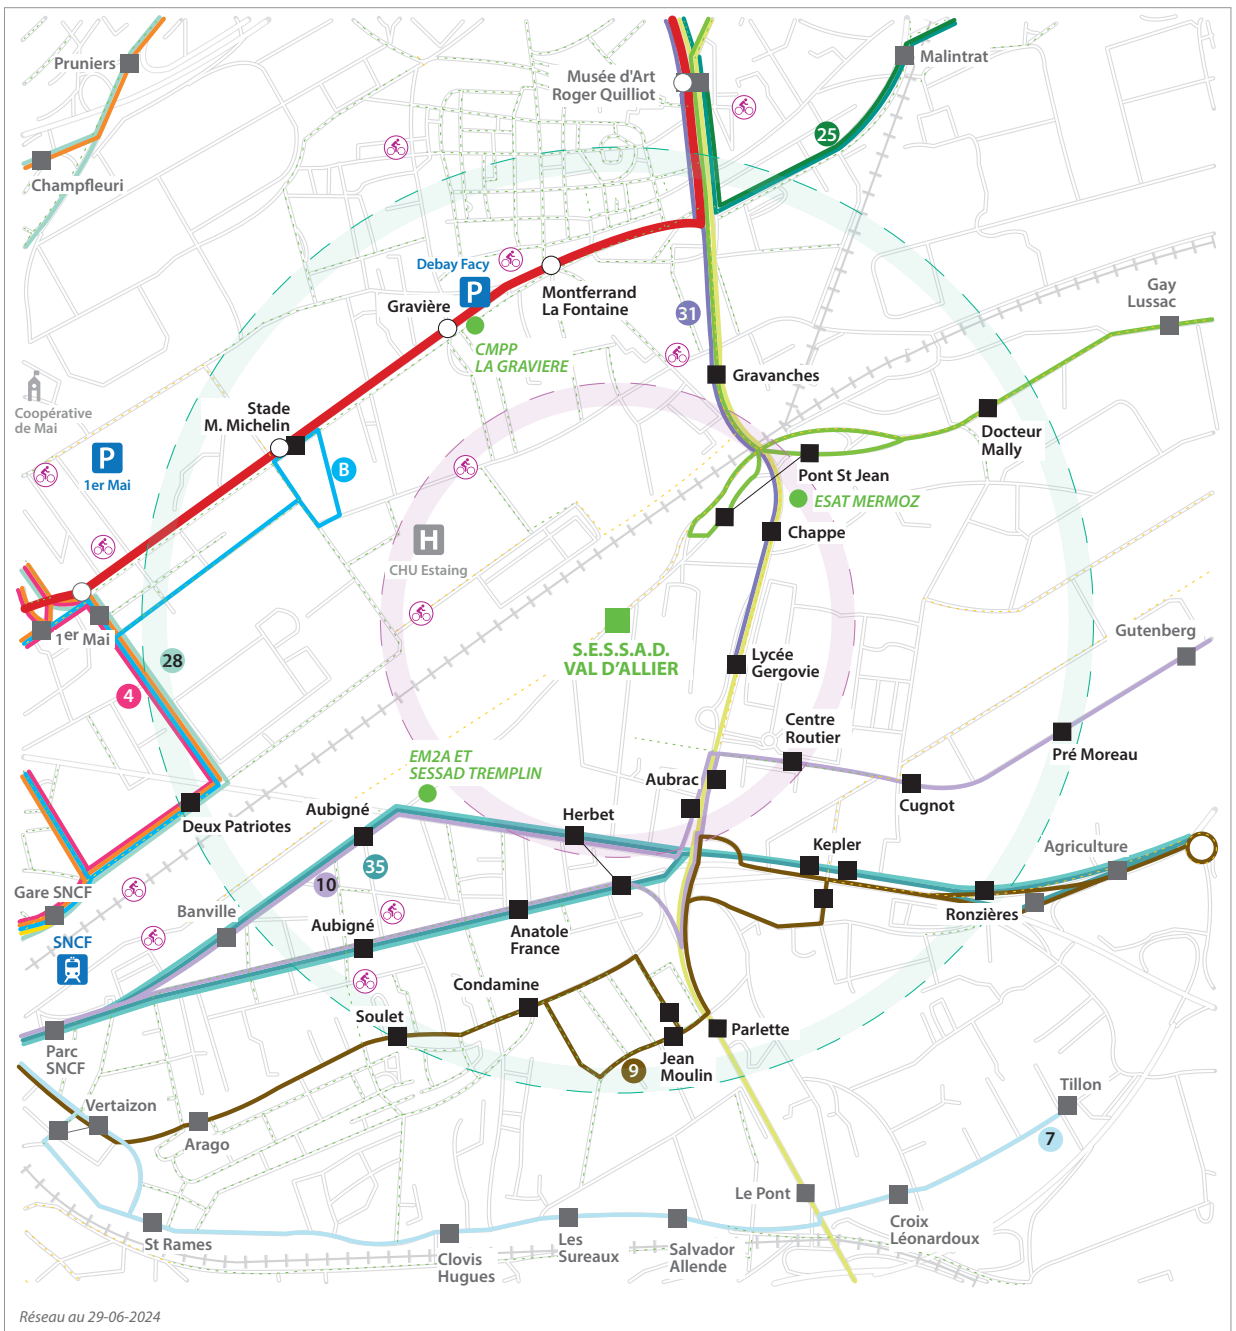 Pruniers
Champfleuri
Musée d'Art
Roger Quilliot
Malintrat
25
Debay Facy
P
Montferrand
La Fontaine
Gravière
CMPP
LA GRAVIERE
31
Gay
Lussac
Gravanches
Coopérative
de Mai
P
1er Mai
Stade
M. Michelin
B
Docteur
Mally
Pont St Jean
ESAT MERMOZ
Chappe
H
CHU Estaing
1er Mai
28
4
S.E.S.S.A.D.
VAL D'ALLIER
Lycée
Gergovie
Gutenberg
Centre
Routier
Pré Moreau
EM2A ET
SESSAD TREMPLIN
Aubrac
Cugnot
Deux Patriotes
Aubigné
Herbet
Kepler
Agriculture
35
10
Gare SNCF
SNCF
Banville
Aubigné
Anatole
France
Ronzières
Condamine
Soulet
Parlette
Jean
Moulin
9
Parc
SNCF
Vertaizon
Arago
Tillon
7
Le Pont
St Rames
Clovis
Hugues
Les
Sureaux
Salvador
Allende
Croix
Léonardoux
Réseau au 29-06-2024